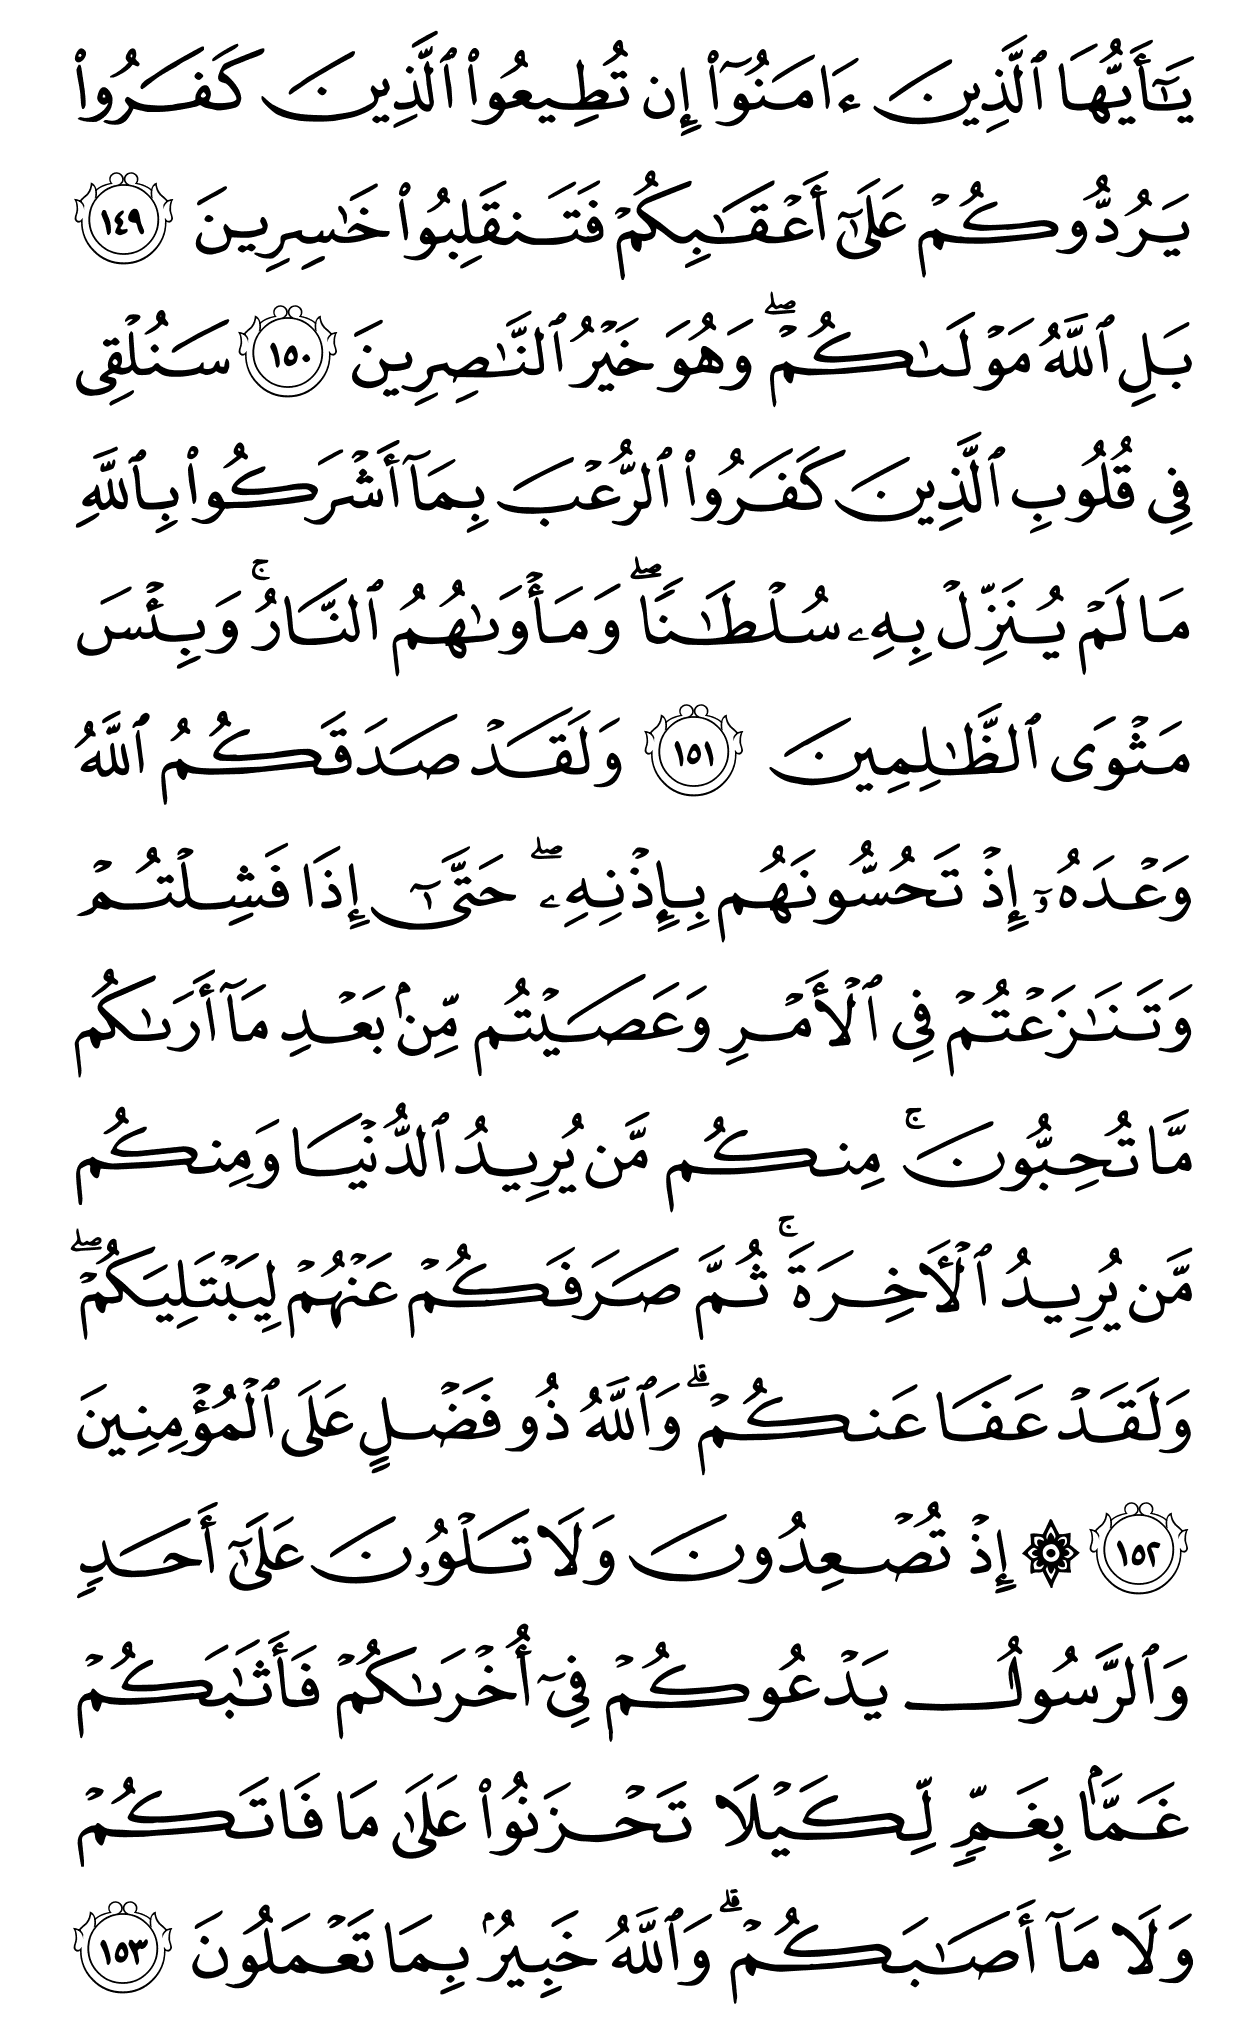 يَٰٓأَيُّهَا ٱلَّذِينَ ءَامَنُوٓاْ إِن تُطِيعُواْ ٱلَّذِينَ كَفَرُواْ
يَرُدُّوكُمْ عَلَىٰٓ أَعْقَٰبِكُمْ فَتَنقَلِبُواْ خَٰسِرِينَ ١٤٩
بَلِ ٱللَّهُ مَوْلَىٰكُمْۖ وَهُوَ خَيْرُ ٱلنَّٰصِرِينَ ١٥٠ سَنُلْقِى
فِى قُلُوبِ ٱلَّذِينَ كَفَرُواْ ٱلرُّعْبَ بِمَآ أَشْرَكُواْ بِٱللَّهِ
مَا لَمْ يُنَزِّلْ بِهِۦ سُلْطَٰنًاۖ وَمَأْوَىٰهُمُ ٱلنَّارُۚ وَبِئْسَ
مَثْوَى ٱلظَّٰلِمِينَ ١٥١ وَلَقَدْ صَدَقَكُمُ ٱللَّهُ
وَعْدَهُۥٓ إِذْ تَحُسُّونَهُم بِإِذْنِهِۦۖ حَتَّىٰٓ إِذَا فَشِلْتُمْ
وَتَنَٰزَعْتُمْ فِى ٱلْأَمْرِ وَعَصَيْتُم مِّنۢ بَعْدِ مَآ أَرَىٰكُم
مَّا تُحِبُّونَۚ مِنكُم مَّن يُرِيدُ ٱلدُّنْيَا وَمِنكُم
مَّن يُرِيدُ ٱلْأَخِرَةَۚ ثُمَّ صَرَفَكُمْ عَنْهُمْ لِيَبْتَلِيَكُمْۖ
وَلَقَدْ عَفَا عَنكُمْۗ وَٱللَّهُ ذُو فَضْلٍ عَلَى ٱلْمُؤْمِنِينَ
١٥٢ ۞ إِذْ تُصْعِدُونَ وَلَا تَلْوُۥنَ عَلَىٰٓ أَحَدٍ
وَٱلرَّسُولُ يَدْعُوكُمْ فِىٓ أُخْرَىٰكُمْ فَأَثَٰبَكُمْ
غَمَّۢا بِغَمٍّ لِّكَيْلَا تَحْزَنُواْ عَلَىٰ مَا فَاتَكُمْ
وَلَا مَآ أَصَٰبَكُمْۗ وَٱللَّهُ خَبِيرُۢ بِمَا تَعْمَلُونَ ١٥٣